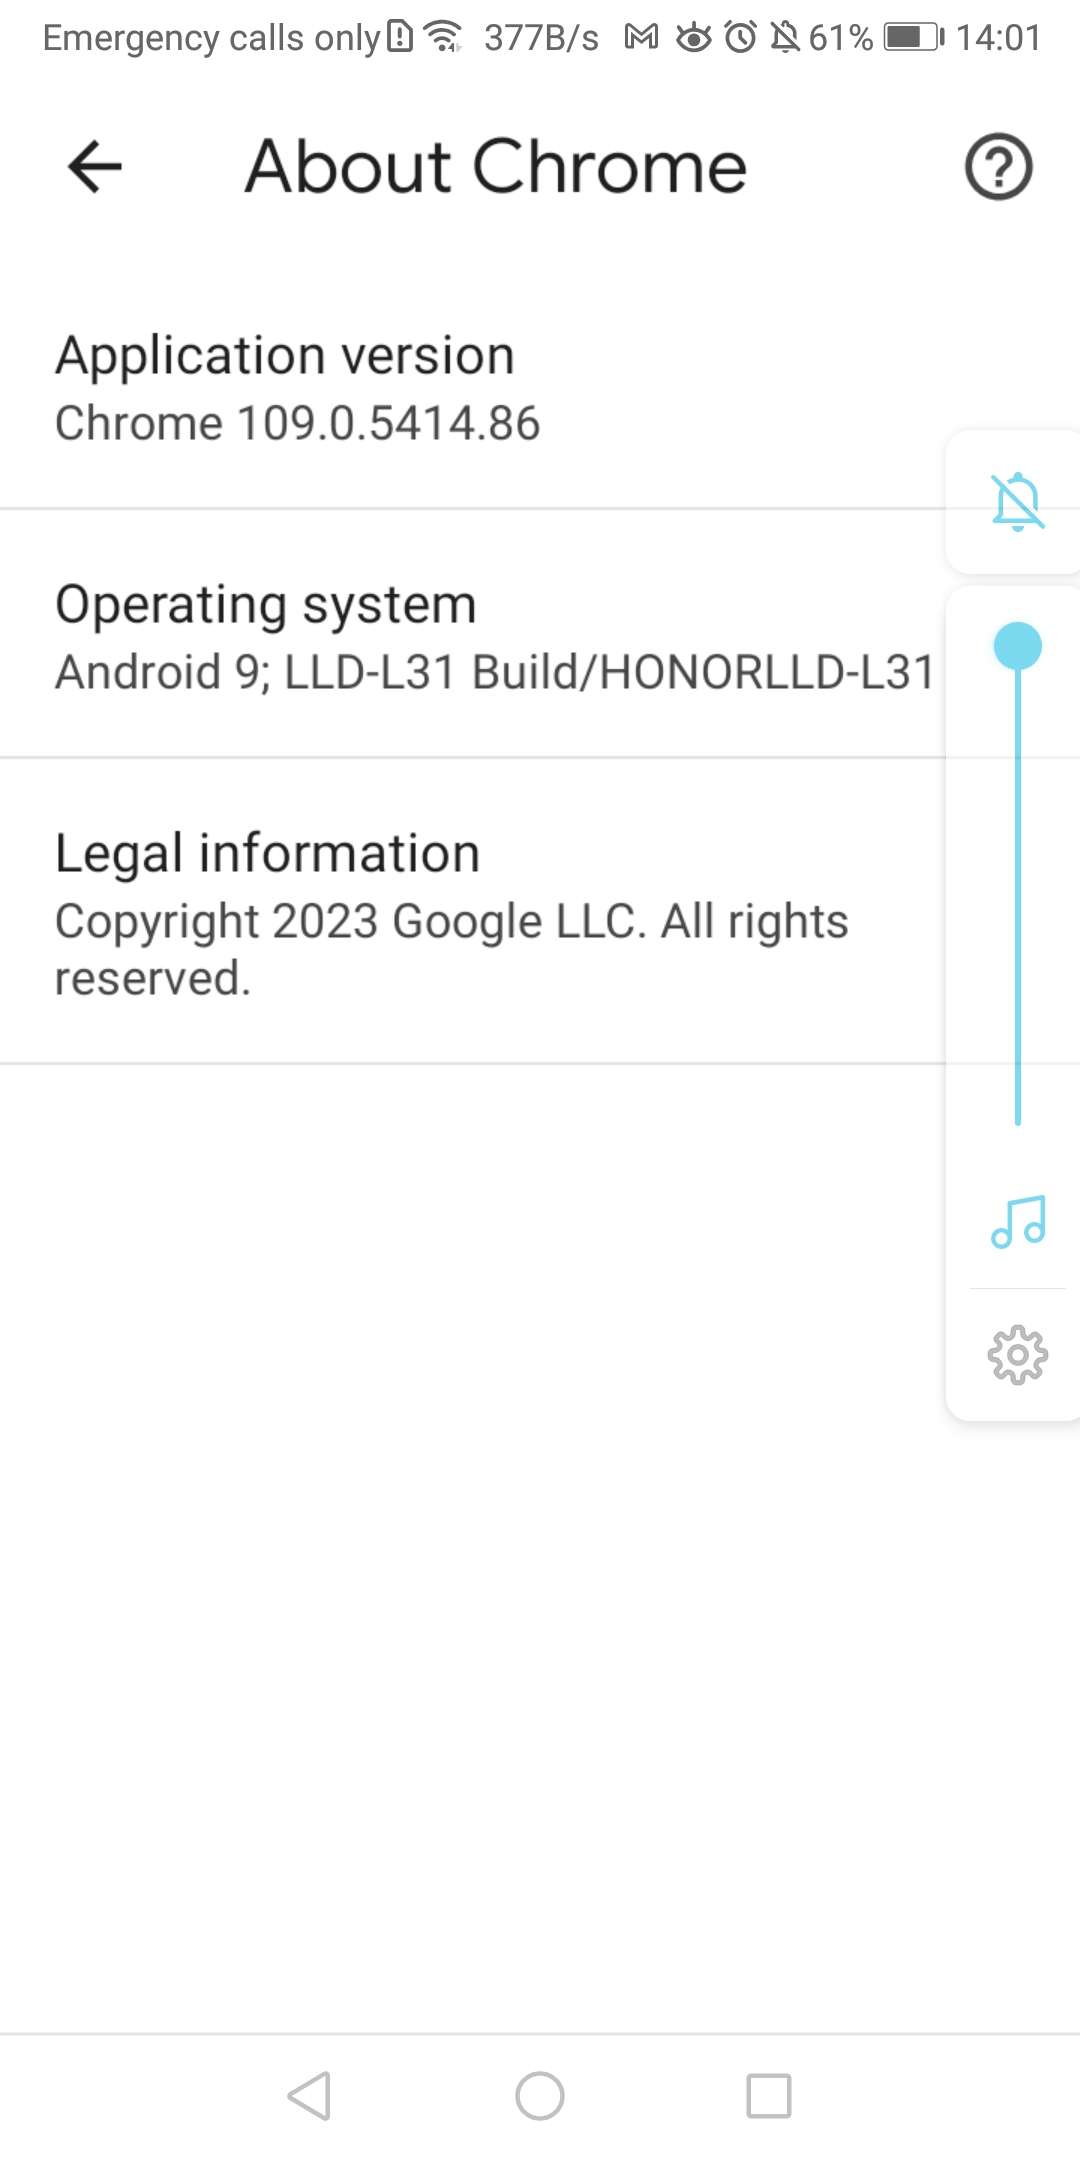 Emergency calls only 377B/s 61% 14:01
About Chrome
Application version
Chrome 109.0.5414.86
Operating system
Android 9; LLD-L31 Build/HONORLLD-L31
Legal information
Copyright 2023 Google LLC. All rights
reserved.